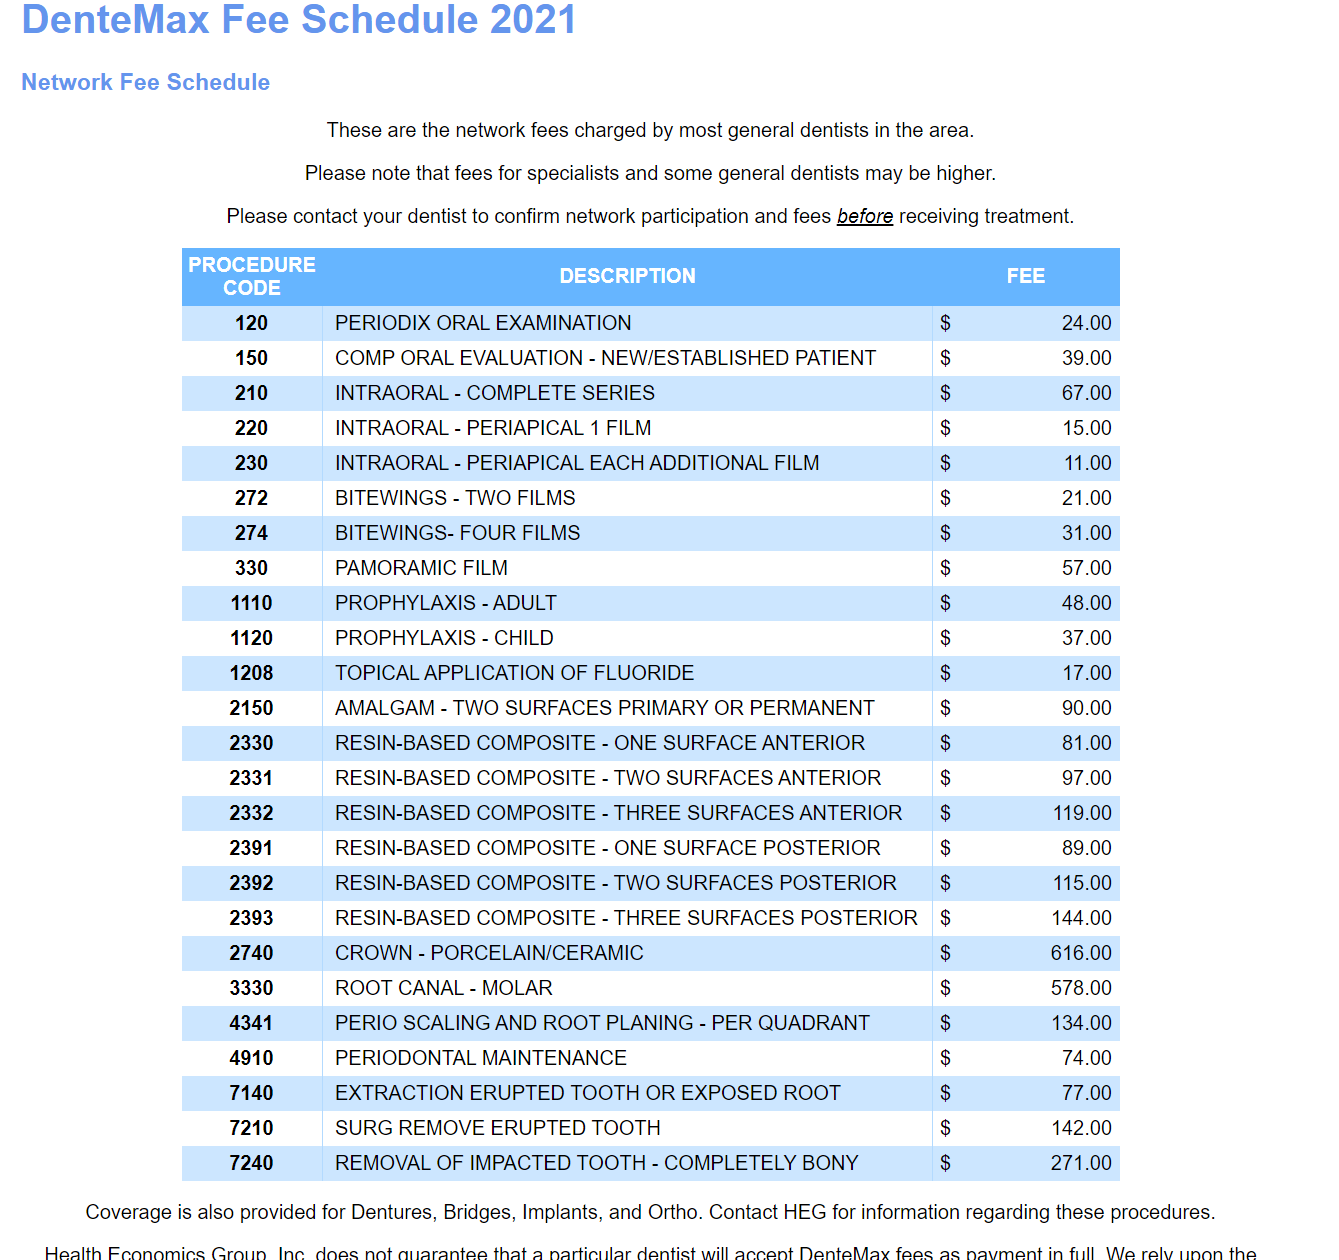 DenteMax Fee Schedule 2021
Network Fee Schedule
These are the network fees charged by most general dentists in the area.
Please note that fees for specialists and some general dentists may be higher.
Please contact your dentist to confirm network participation and fees before receiving treatment.
PROCEDURE CODE DESCRIPTION FEE
120 PERIODIX ORAL EXAMINATION $ 24.00
150 COMP ORAL EVALUATION - NEW/ESTABLISHED PATIENT $ 39.00
210 INTRAORAL - COMPLETE SERIES $ 67.00
220 INTRAORAL - PERIAPICAL 1 FILM $ 15.00
230 INTRAORAL - PERIAPICAL EACH ADDITIONAL FILM $ 11.00
272 BITEWINGS - TWO FILMS $ 21.00
274 BITEWINGS- FOUR FILMS $ 31.00
330 PAMORAMIC FILM $ 57.00
1110 PROPHYLAXIS - ADULT $ 48.00
1120 PROPHYLAXIS - CHILD $ 37.00
1208 TOPICAL APPLICATION OF FLUORIDE $ 17.00
2150 AMALGAM - TWO SURFACES PRIMARY OR PERMANENT $ 90.00
2330 RESIN-BASED COMPOSITE - ONE SURFACE ANTERIOR $ 81.00
2331 RESIN-BASED COMPOSITE - TWO SURFACES ANTERIOR $ 97.00
2332 RESIN-BASED COMPOSITE - THREE SURFACES ANTERIOR $ 119.00
2391 RESIN-BASED COMPOSITE - ONE SURFACE POSTERIOR $ 89.00
2392 RESIN-BASED COMPOSITE - TWO SURFACES POSTERIOR $ 115.00
2393 RESIN-BASED COMPOSITE - THREE SURFACES POSTERIOR $ 144.00
2740 CROWN - PORCELAIN/CERAMIC $ 616.00
3330 ROOT CANAL - MOLAR $ 578.00
4341 PERIO SCALING AND ROOT PLANING - PER QUADRANT $ 134.00
4910 PERIODONTAL MAINTENANCE $ 74.00
7140 EXTRACTION ERUPTED TOOTH OR EXPOSED ROOT $ 77.00
7210 SURG REMOVE ERUPTED TOOTH $ 142.00
7240 REMOVAL OF IMPACTED TOOTH - COMPLETELY BONY $ 271.00
Coverage is also provided for Dentures, Bridges, Implants, and Ortho. Contact HEG for information regarding these procedures.
Health Economics Group, Inc. does not guarantee that a particular dentist will accept DenteMax fees as payment in full. We rely upon the